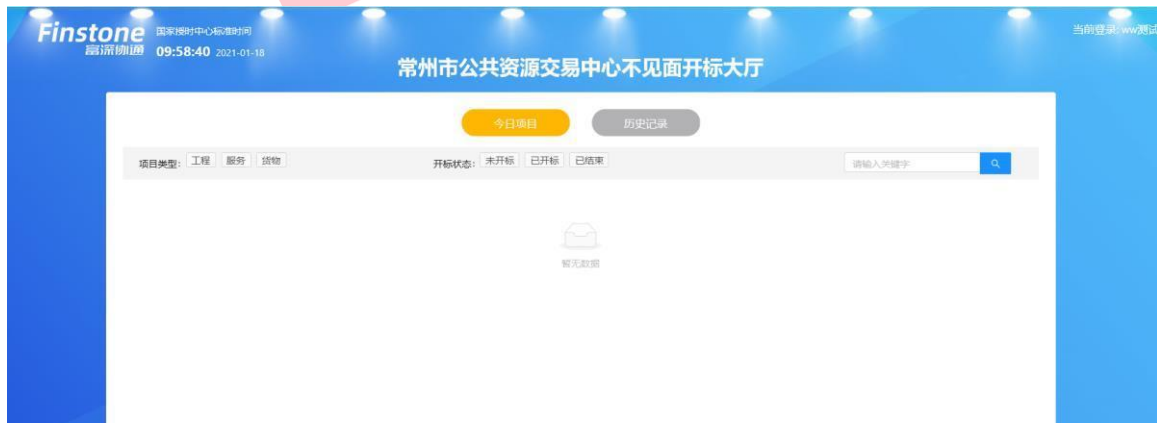 Finstone 国家授时中心标准时间
富深协通 09:58:40 2021-01-18
当前登录: ww测试
常州市公共资源交易中心不见面开标大厅
今日项目 历史记录
项目类型: 工程 服务 货物 开标状态: 未开标 已开标 已结束 请输入关键字
暂无数据